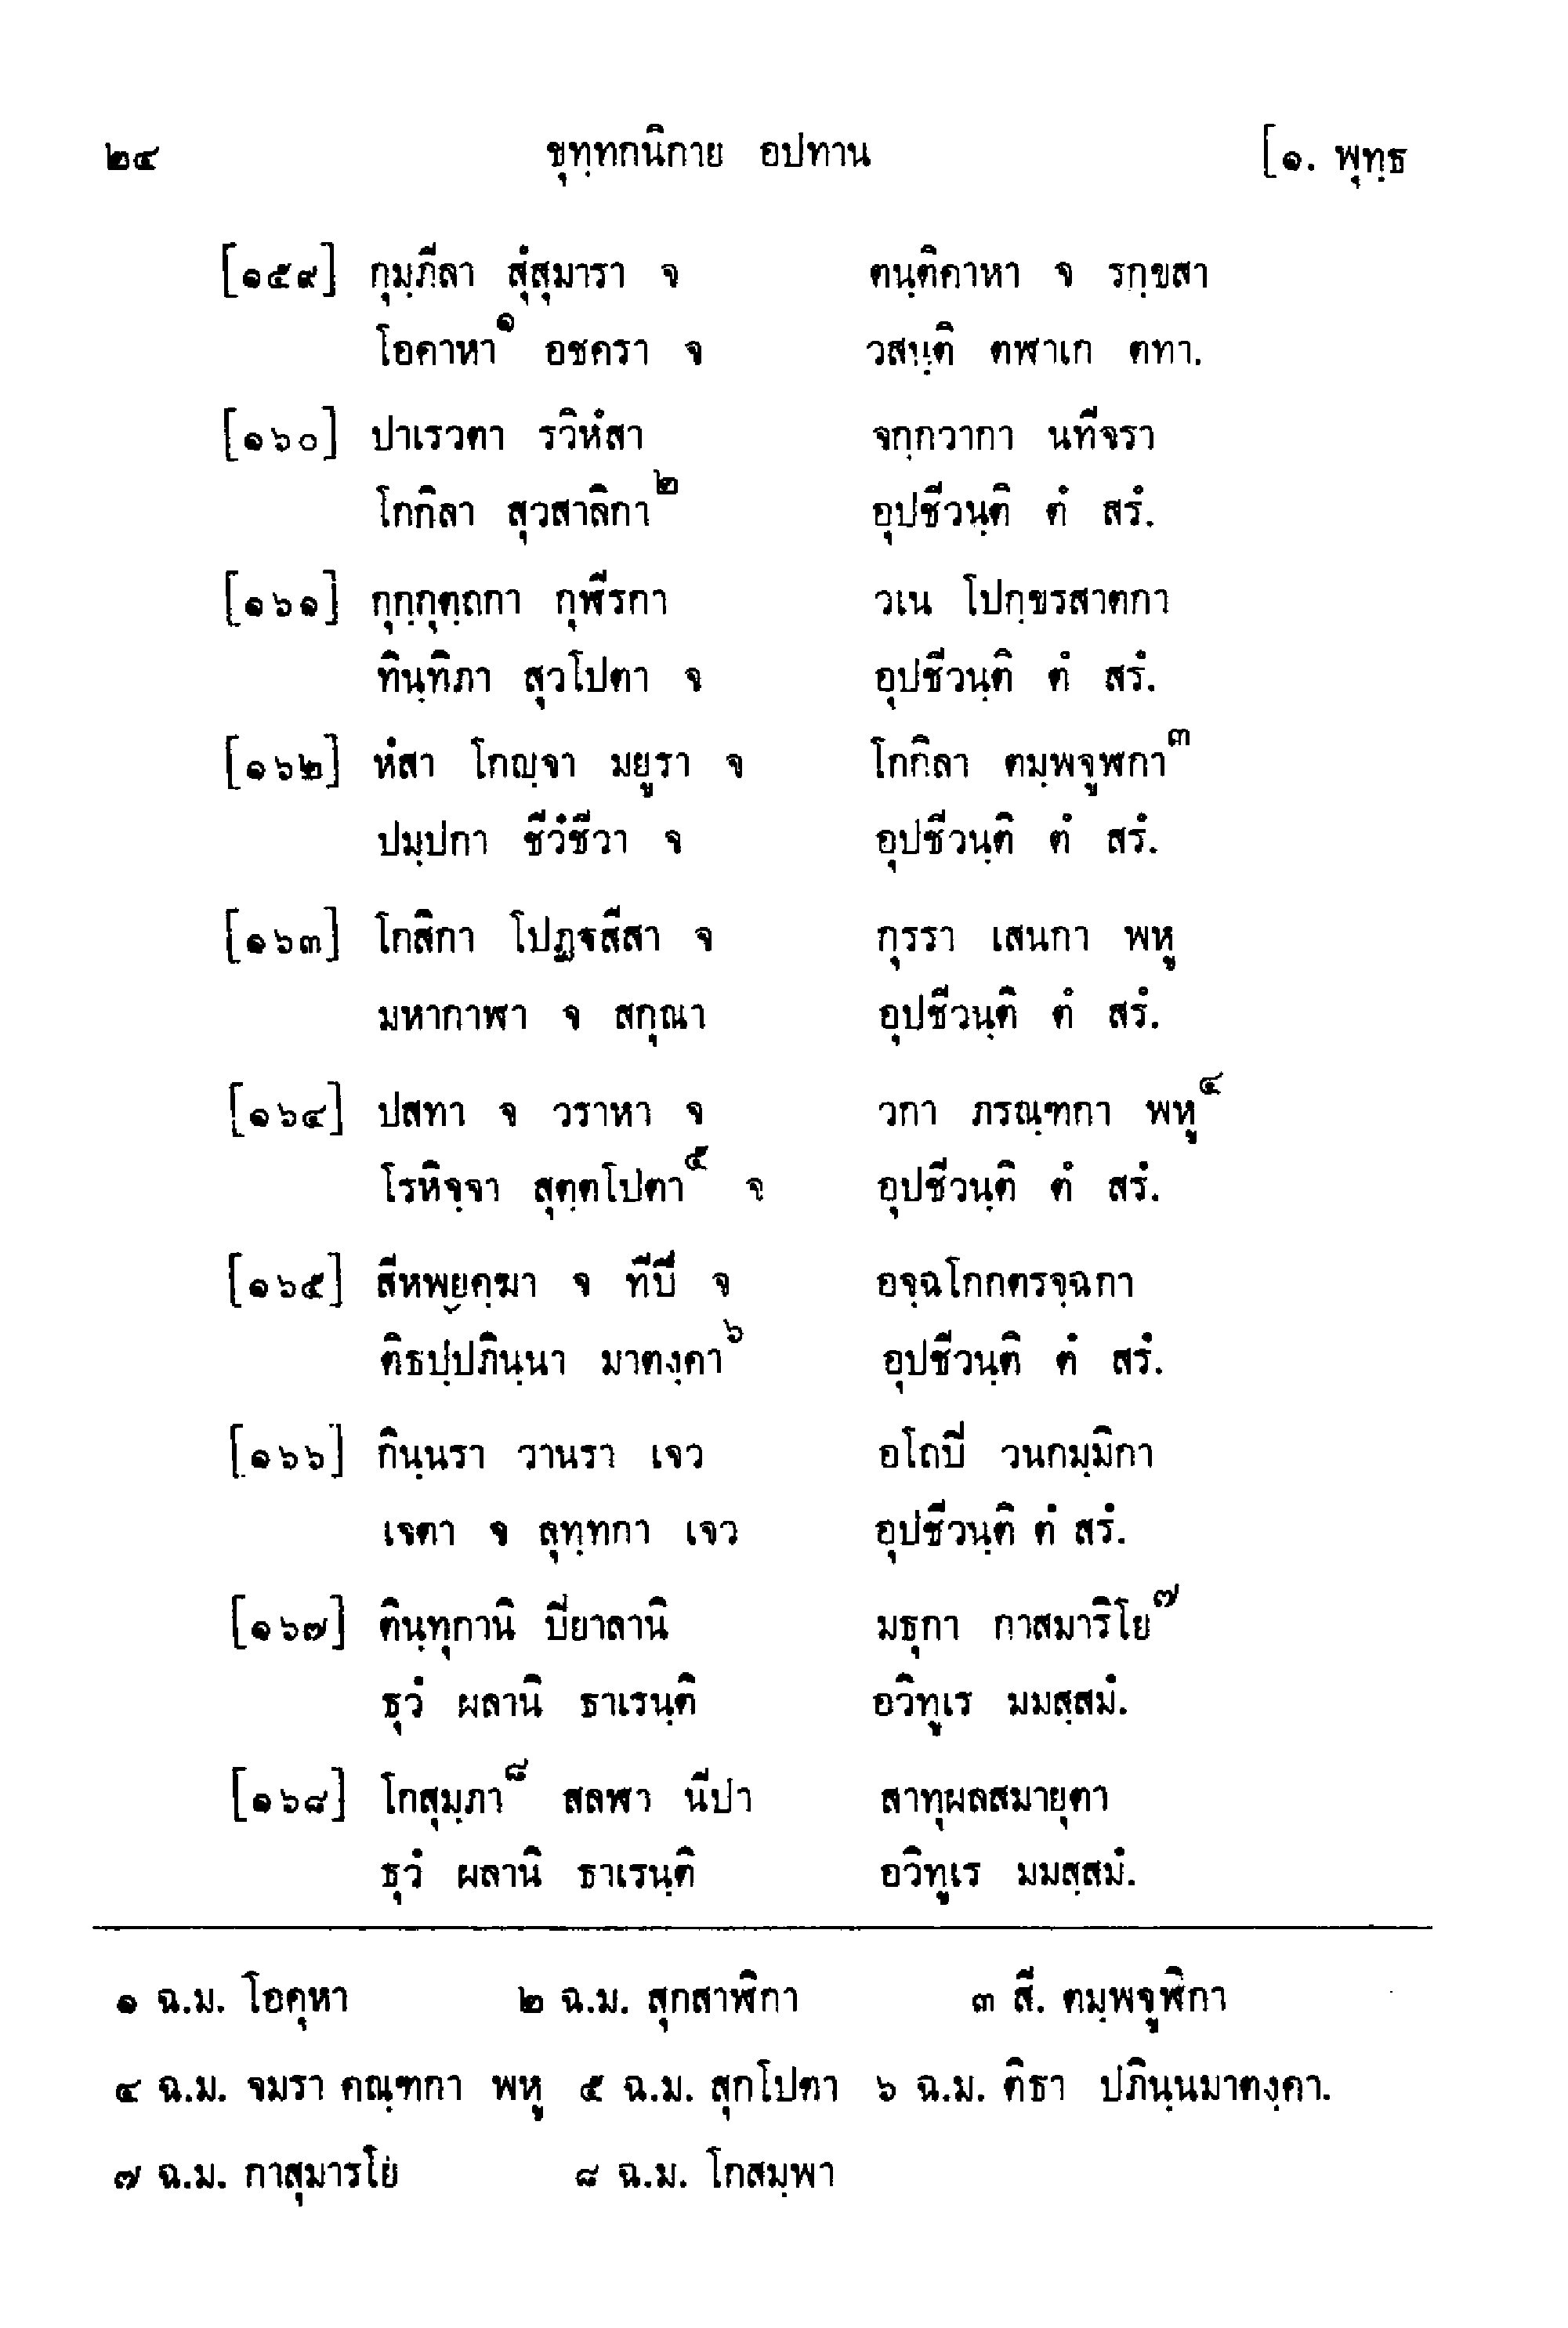 ๒๔ ขุทฺทกนิกาย อปทาน [๑. พุทฺธ
[๑๕๙] กุมฺภีลา สุํสุมารา จ ตนฺติคาหา จ รกฺขสา
โอคาหา๑ อชครา จ วสนฺติ ตฬาเก ตทา.
[๑๖๐] ปาเรวตา รวิหํสา จกฺกวากา นทีจรา
โกกิลา สุวสาลิกา๒ อุปชีวนฺติ ตํ สรํ.
[๑๖๑] กุกฺกุตฺถกา กุฬีรกา วเน โปกฺขรสาตกา
ทินฺทิภา สุวโปตา จ อุปชีวนฺติ ตํ สรํ.
[๑๖๒] หํสา โกญฺจา มยูรา จ โกกิลา ตมฺพจูฬกา๓
ปมฺปกา ชีวํชีวา จ อุปชีวนฺติ ตํ สรํ.
[๑๖๓] โกสิกา โปฏฺฐสีสา จ กุรรา เสนกา พหู
มหากาฬา จ สกุณา อุปชีวนฺติ ตํ สรํ.
[๑๖๔] ปสทา จ วราหา จ วกา ภรณฺฑกา พหู๔
โรหิจฺจา สุตฺตโปตา๕ จ อุปชีวนฺติ ตํ สรํ.
[๑๖๕] สีหพฺยคฺฆา จ ทีปี จ อจฺฉโกกตรจฺฉกา
ติธปฺปภินฺนา มาตงฺคา๖ อุปชีวนฺติ ตํ สรํ.
[๑๖๖] กินฺนรา วานรา เจว อโถปี วนกมฺมิกา
เจตา จ ลุทฺทกา เจว อุปชีวนฺติ ตํ สรํ.
[๑๖๗] ตินฺทุกานิ ปิยาลานิ มธุกา กาสมาริโย๗
ธุวํ ผลานิ ธาเรนฺติ อวิทูเร มมสฺสมํ.
[๑๖๘] โกสุมฺภา๘ สลฬา นีปา สาทุผลสมายุตา
ธุวํ ผลานิ ธาเรนฺติ อวิทูเร มมสฺสมํ.
๑ ฉ.ม. โอคุหา ๒ ฉ.ม. สุกสาฬิกา ๓ สี. ตมฺพจูฬิกา
๔ ฉ.ม. จมรา คณฺฑกา พหู ๕ ฉ.ม. สุกโปตา ๖ ฉ.ม. ติธา ปภินฺนมาตงฺคา.
๗ ฉ.ม. กาสุมารโย ๘ ฉ.ม. โกสมฺพา